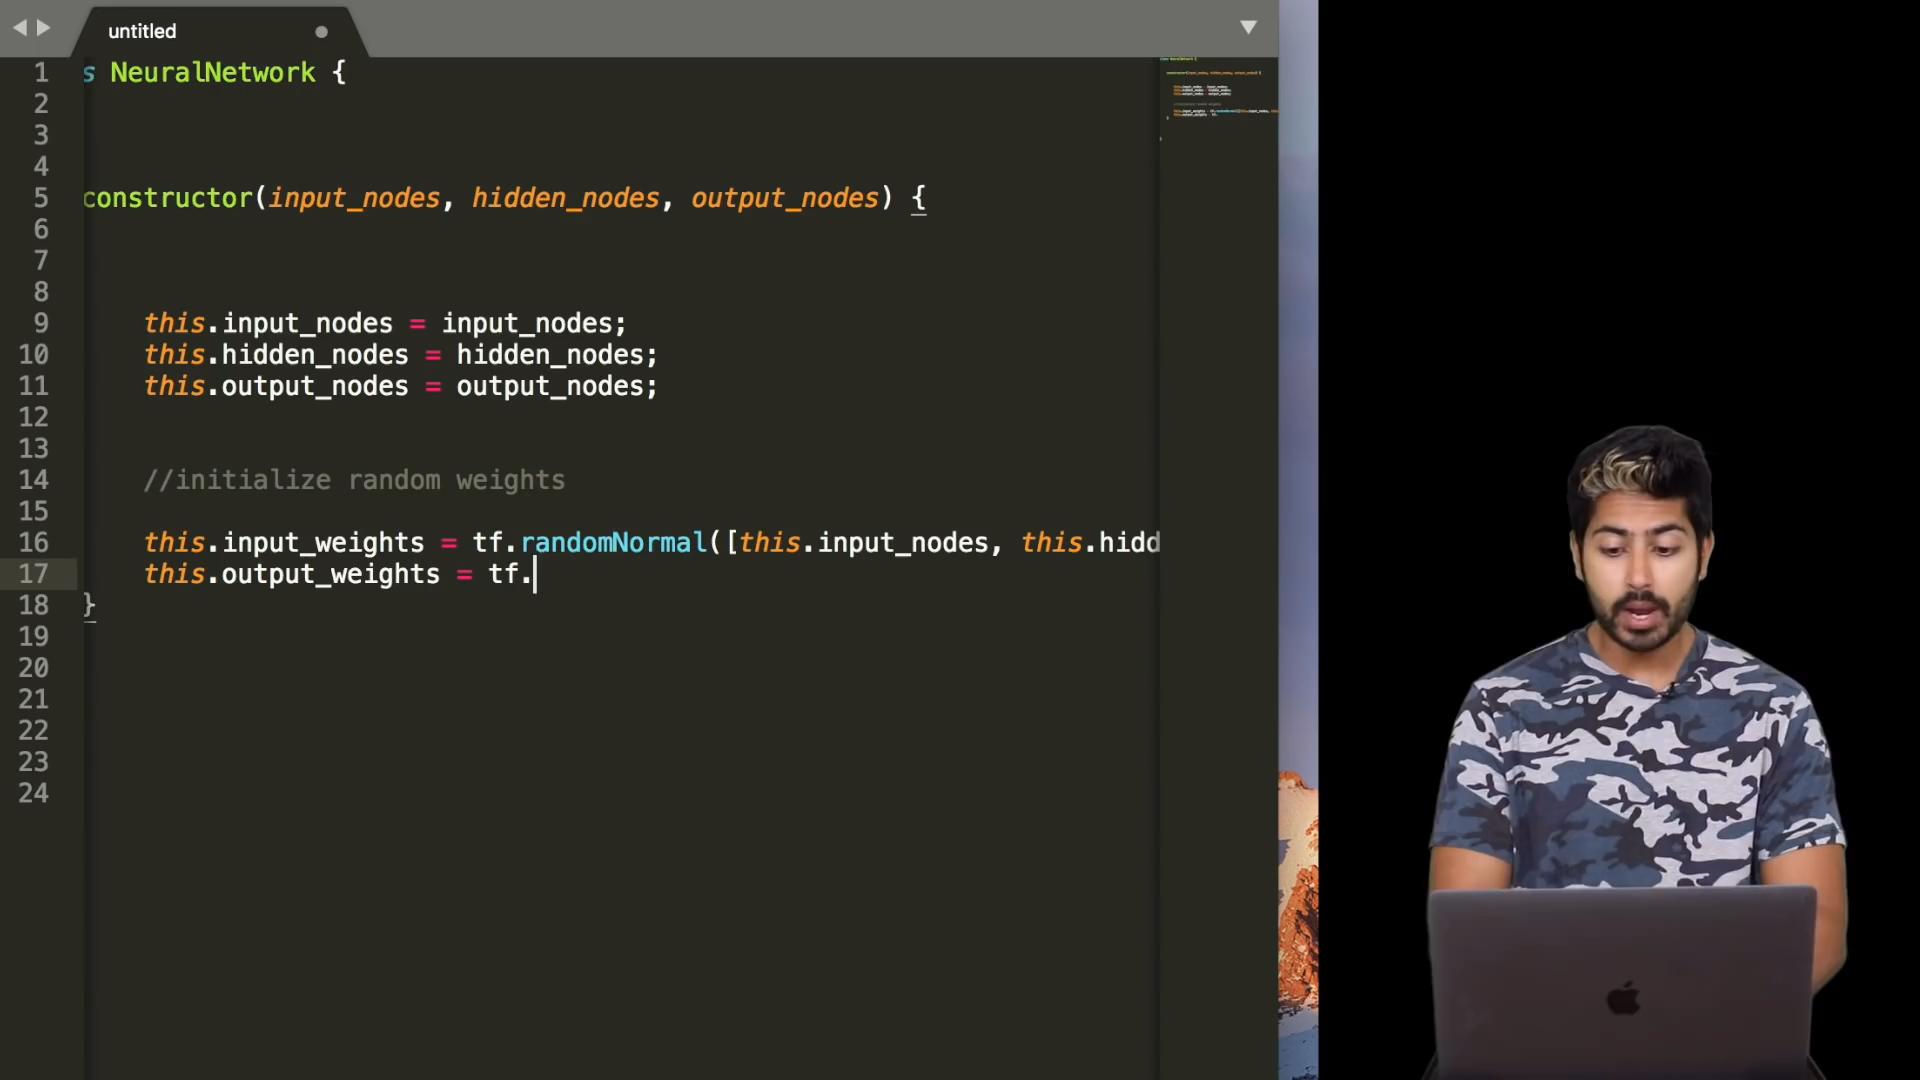 untitled
1 s NeuralNetwork {
2
3
4
5 constructor(input_nodes, hidden_nodes, output_nodes) {
6
7
8
9 this.input_nodes = input_nodes;
10 this.hidden_nodes = hidden_nodes;
11 this.output_nodes = output_nodes;
12
13
14 //initialize random weights
15
16 this.input_weights = tf.randomNormal([this.input_nodes, this.hidd
17 this.output_weights = tf.
18 }
19
20
21
22
23
24